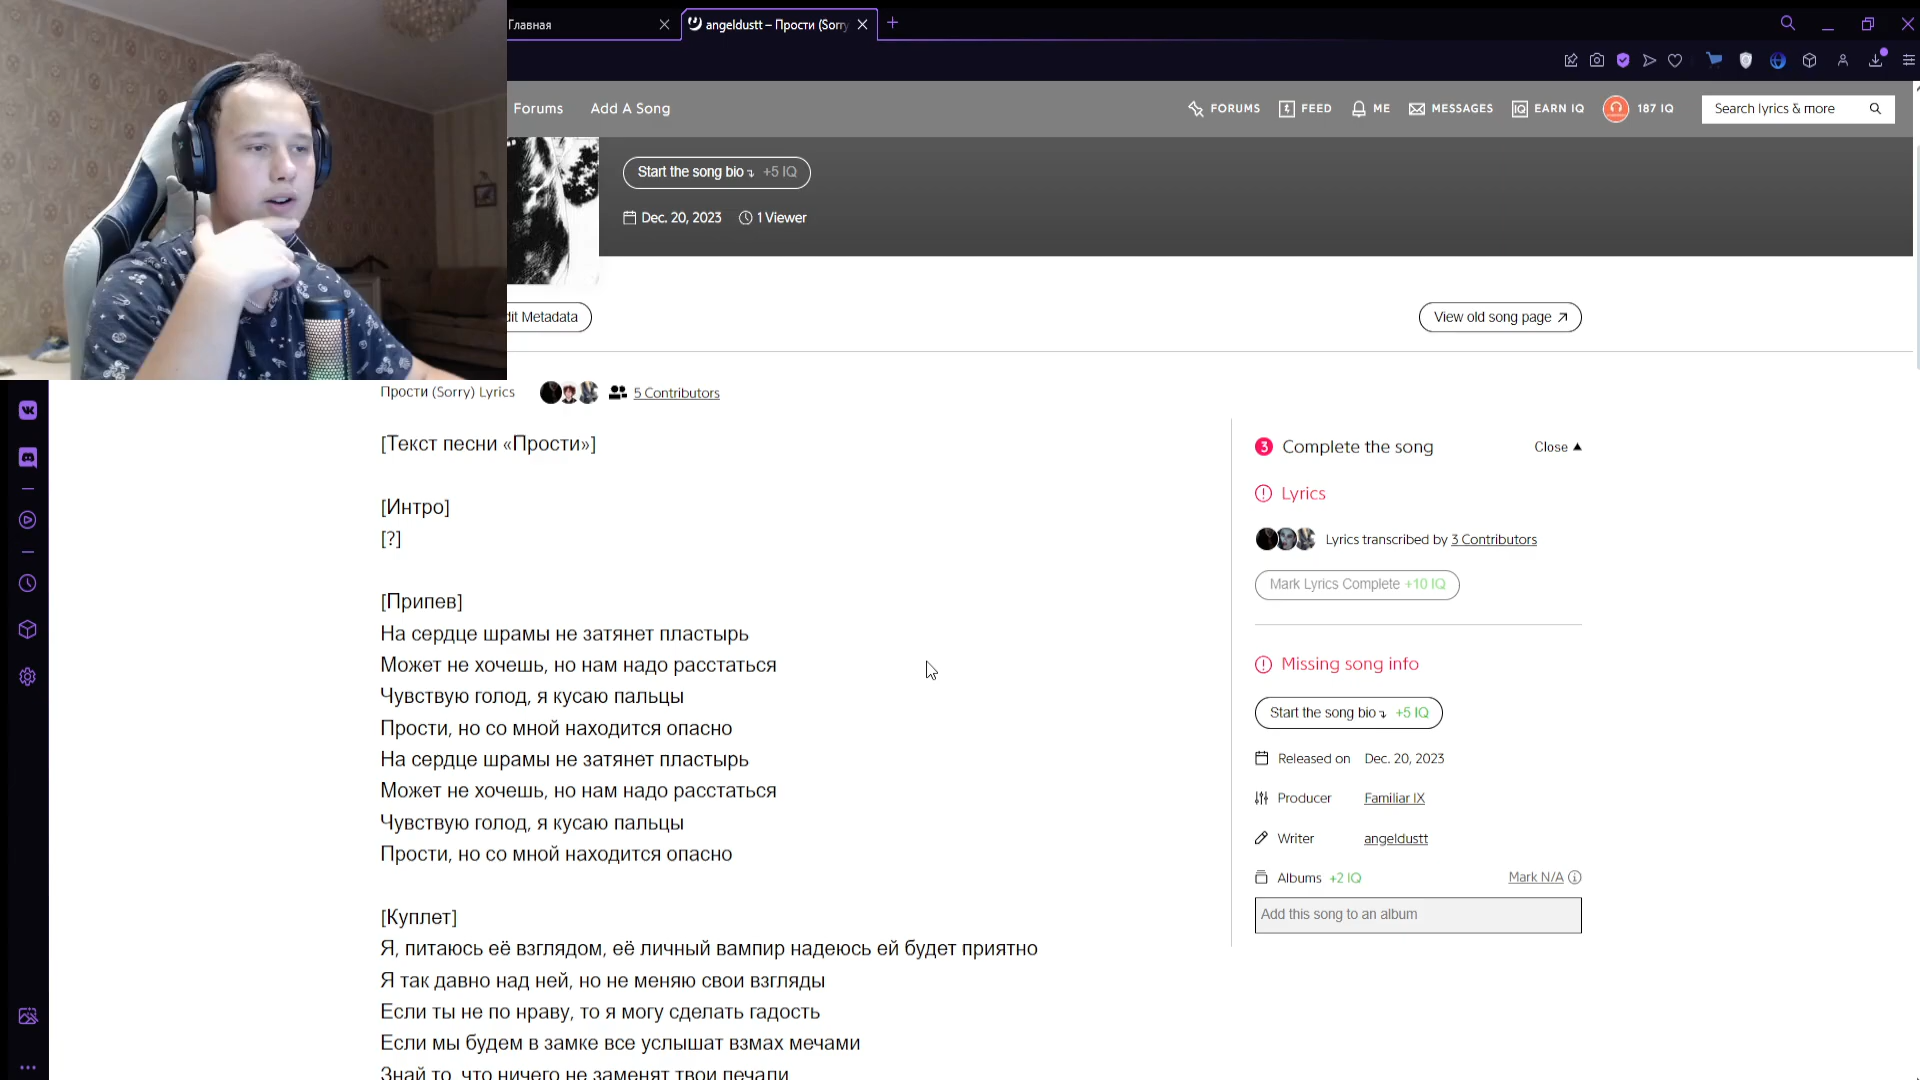 Главная
angeldustt – Прости (Sorry
Forums
Add A Song
FORUMS
FEED
ME
MESSAGES
IQ EARN IQ
187 IQ
Search lyrics & more
Start the song bio +5 IQ
Dec. 20, 2023
1 Viewer
dit Metadata
View old song page
Прости (Sorry) Lyrics
5 Contributors
[Текст песни «Прости»]
[Интро]
[?]
[Припев]
На сердце шрамы не затянет пластырь
Может не хочешь, но нам надо расстаться
Чувствую голод, я кусаю пальцы
Прости, но со мной находится опасно
На сердце шрамы не затянет пластырь
Может не хочешь, но нам надо расстаться
Чувствую голод, я кусаю пальцы
Прости, но со мной находится опасно
[Куплет]
Я, питаюсь её взглядом, её личный вампир надеюсь ей будет приятно
Я так давно над ней, но не меняю свои взгляды
Если ты не по нраву, то я могу сделать гадость
Если мы будем в замке все услышат взмах мечами
Знай то, что ничего не заменят твои печали
3 Complete the song
Close
Lyrics
Lyrics transcribed by 3 Contributors
Mark Lyrics Complete +10 IQ
Missing song info
Start the song bio +5 IQ
Released on Dec. 20, 2023
Producer Familiar IX
Writer angeldustt
Albums +2 IQ
Mark N/A
Add this song to an album